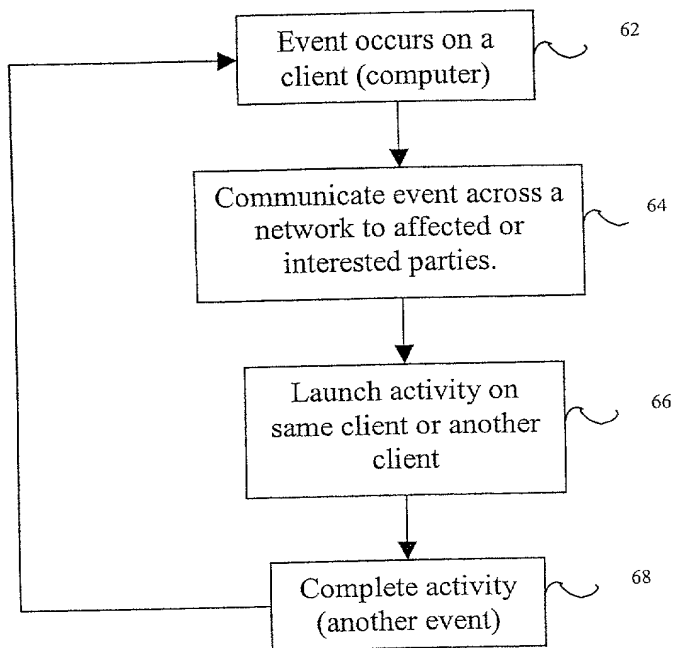 Event occurs on a
client (computer)
62
Communicate event across a
network to affected or
interested parties.
64
Launch activity on
same client or another
client
66
Complete activity
(another event)
68